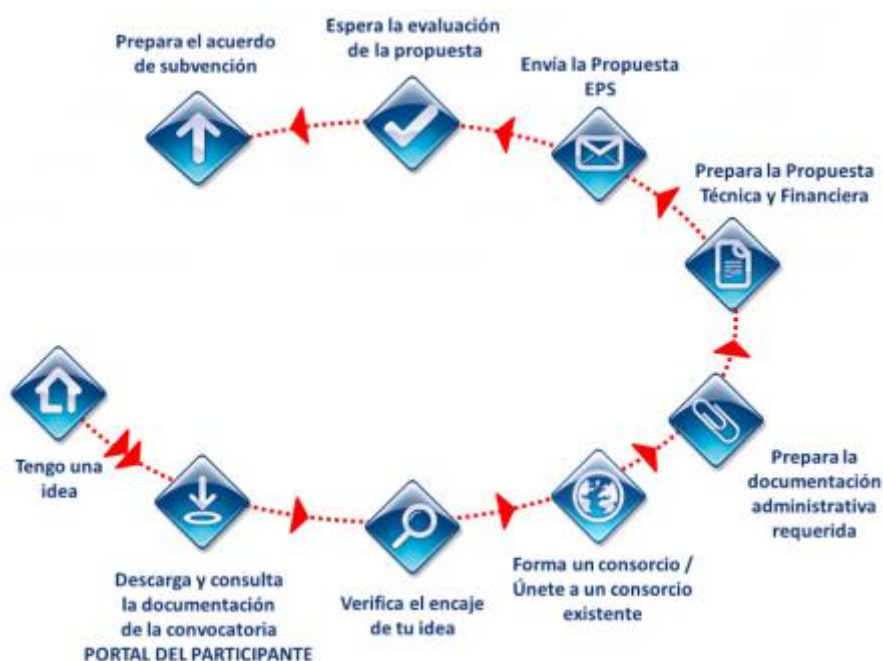 Prepara el acuerdo
de subvención
Espera la evaluación
de la propuesta
Envía la Propuesta
EPS
Prepara la Propuesta
Técnica y Financiera
Tengo una
idea
Descarga y consulta
la documentación
de la convocatoria
PORTAL DEL PARTICIPANTE
Verifica el encaje
de tu idea
Forma un consorcio /
Únete a un consorcio
existente
Prepara la
documentación
administrativa
requerida